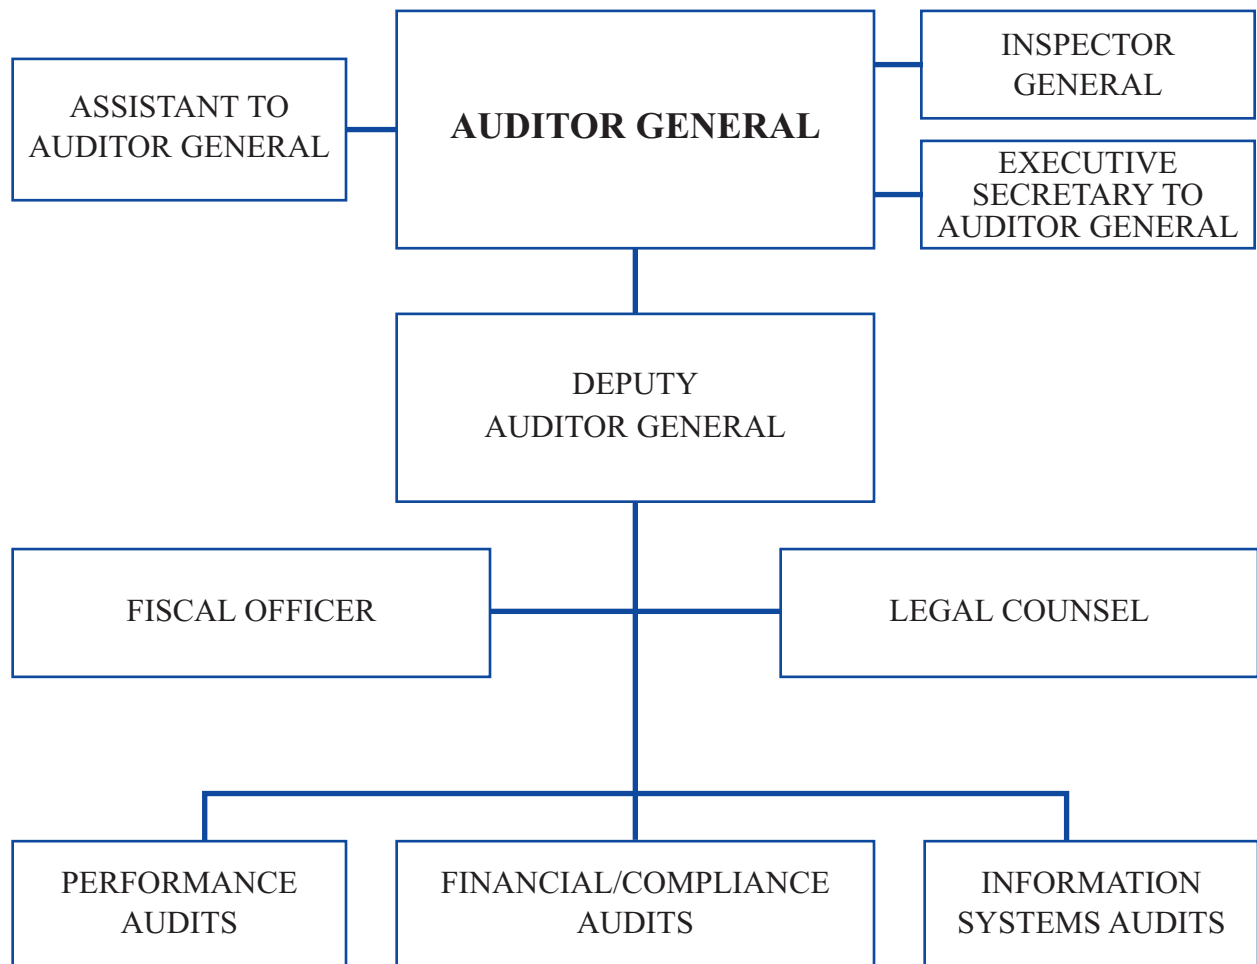 ASSISTANT TO
AUDITOR GENERAL
AUDITOR GENERAL
INSPECTOR
GENERAL
EXECUTIVE
SECRETARY TO
AUDITOR GENERAL
DEPUTY
AUDITOR GENERAL
FISCAL OFFICER
LEGAL COUNSEL
PERFORMANCE
AUDITS
FINANCIAL/COMPLIANCE
AUDITS
INFORMATION
SYSTEMS AUDITS